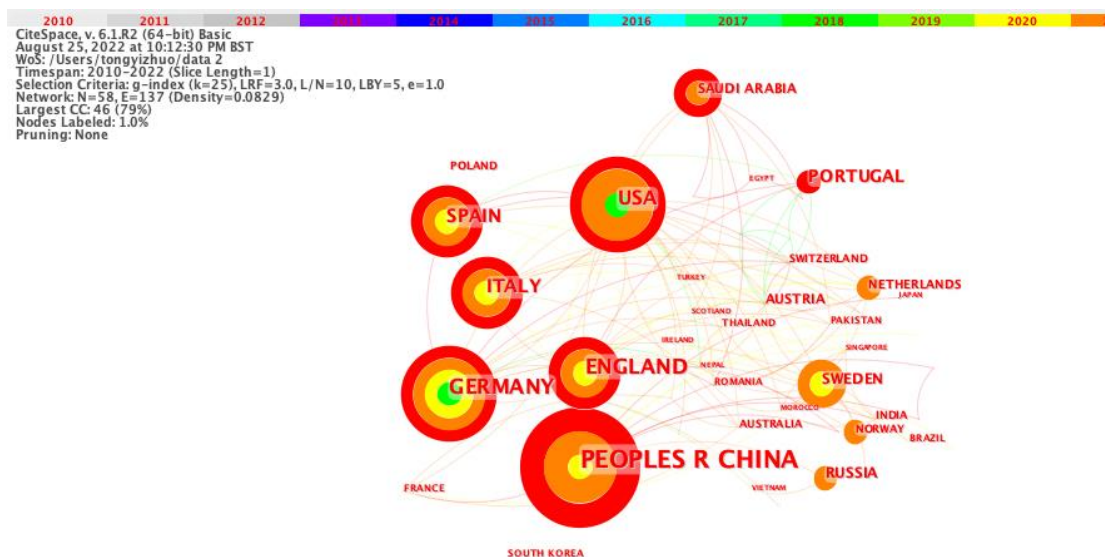 2010 2011 2012 2013 2014 2015 2016 2017 2018 2019 2020
CiteSpace, v. 6.1.R2 (64-bit) Basic
August 25, 2022 at 10:12:30 PM BST
WoS: /Users/tongyizhuo/data 2
Timespan: 2010-2022 (Slice Length=1)
Selection Criteria: g-index (k=25), LRF=3.0, L/N=10, LBY=5, e=1.0
Network: N=58, E=137 (Density=0.0829)
Largest CC: 46 (79%)
Nodes Labeled: 1.0%
Pruning: None
SAUDI ARABIA
POLAND
EGYPT
PORTUGAL
USA
SPAIN
SWITZERLAND
TURKEY
ITALY
NETHERLANDS
JAPAN
AUSTRIA
SCOTLAND
THAILAND
PAKISTAN
IRELAND
SINGAPORE
ENGLAND
NEPAL
GERMANY
ROMANIA
SWEDEN
MOROCCO
INDIA
AUSTRALIA
NORWAY
BRAZIL
PEOPLES R CHINA
RUSSIA
FRANCE
VIETNAM
SOUTH KOREA